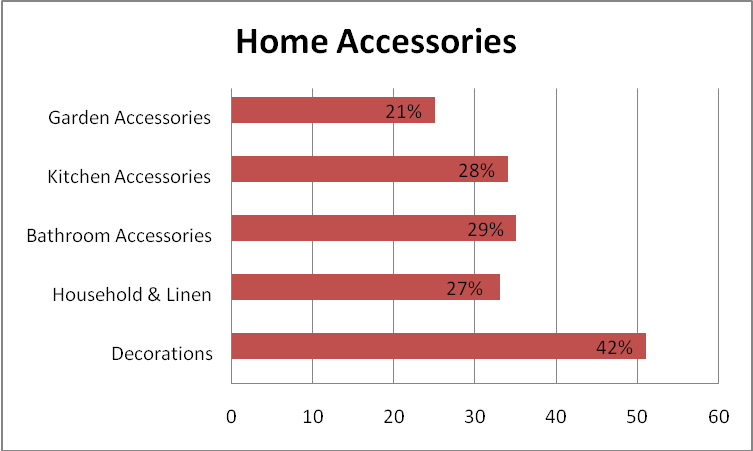 Home Accessories
Garden Accessories 21%
Kitchen Accessories 28%
Bathroom Accessories 29%
Household & Linen 27%
Decorations 42%
0 10 20 30 40 50 60